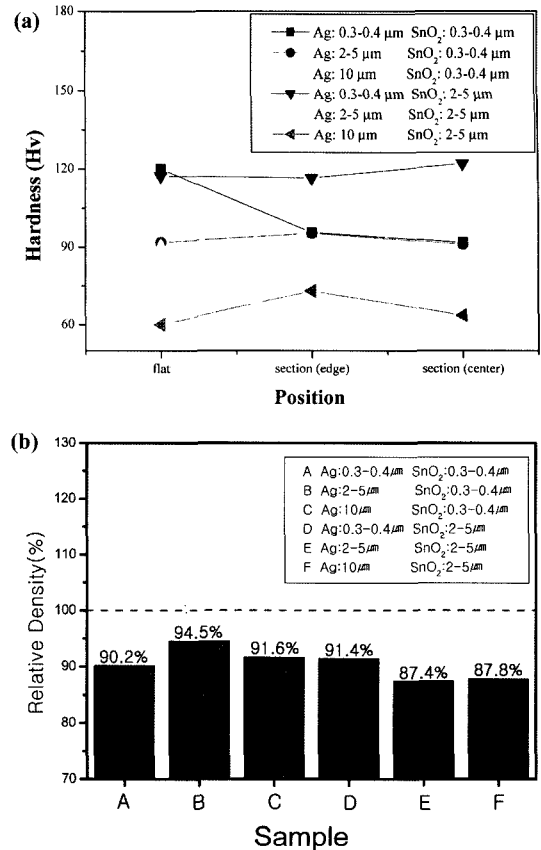 (a)
180
150
120
90
60
Hardness (Hv)
Ag: 0.3-0.4 μm SnO₂: 0.3-0.4 μm
Ag: 2-5 μm SnO₂: 0.3-0.4 μm
Ag: 10 μm SnO₂: 0.3-0.4 μm
Ag: 0.3-0.4 μm SnO₂: 2-5 μm
Ag: 2-5 μm SnO₂: 2-5 μm
Ag: 10 μm SnO₂: 2-5 μm
flat section (edge) section (center)
Position
(b)
130
120
110
100
90
80
70
Relative Density(%)
A Ag:0.3-0.4㎛ SnO₂:0.3-0.4㎛
B Ag:2-5㎛ SnO₂:0.3-0.4㎛
C Ag:10㎛ SnO₂:0.3-0.4㎛
D Ag:0.3-0.4㎛ SnO₂:2-5㎛
E Ag:2-5㎛ SnO₂:2-5㎛
F Ag:10㎛ SnO₂:2-5㎛
90.2% 94.5% 91.6% 91.4% 87.4% 87.8%
A B C D E F
Sample